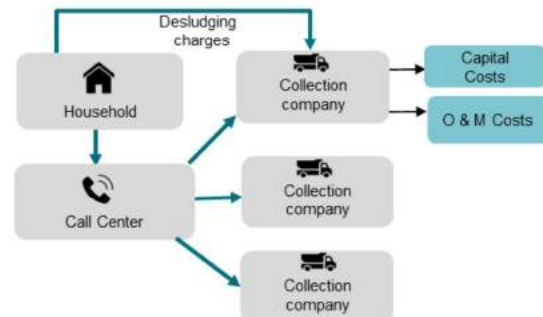 Desludging
charges
Household
Collection
company
Capital
Costs
O & M Costs
Call Center
Collection
company
Collection
company